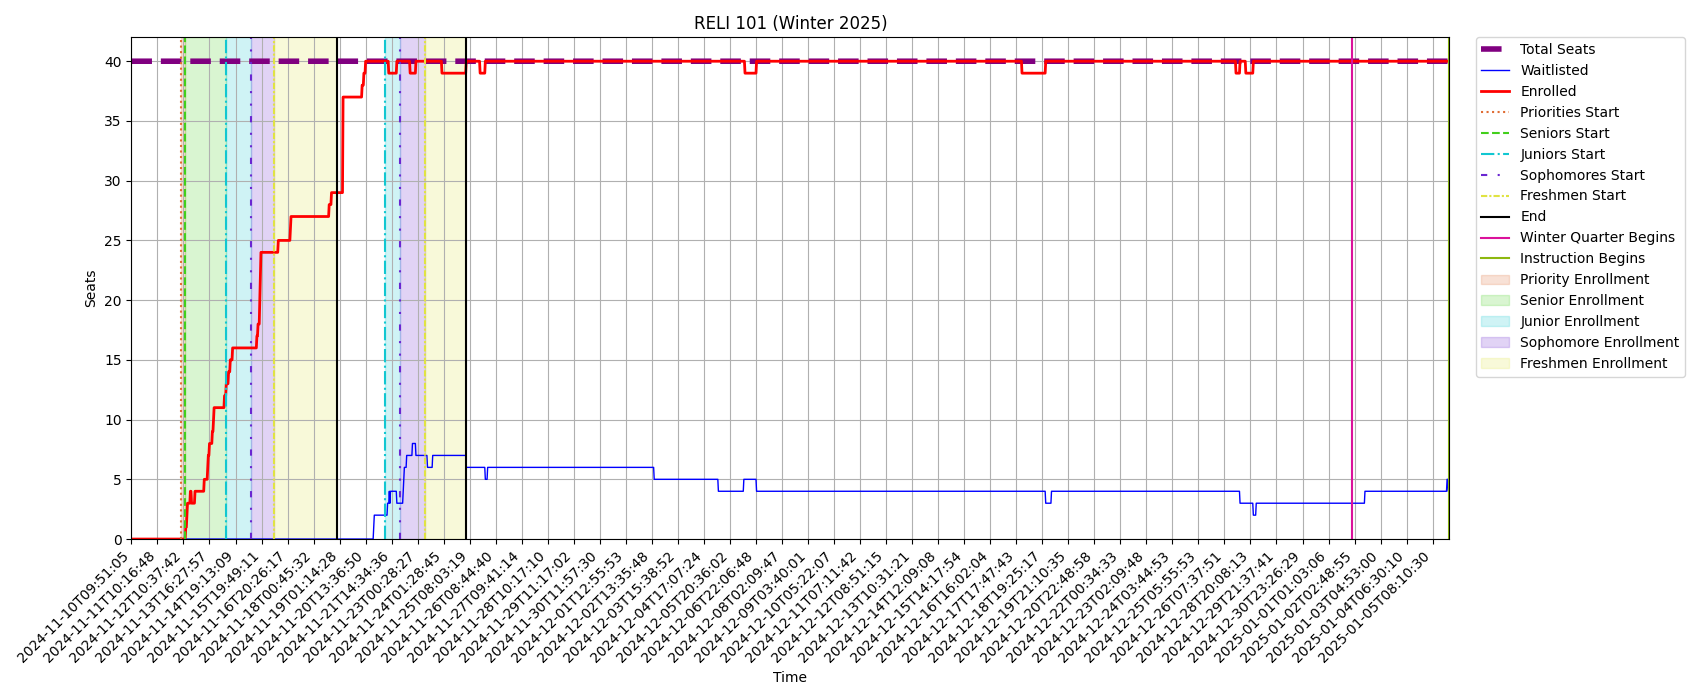 RELI 101 (Winter 2025)
Seats
40
35
30
25
20
15
10
5
0
2024-11-10T09:51:05
2024-11-11T10:16:48
2024-11-12T10:37:42
2024-11-13T16:27:57
2024-11-14T19:13:09
2024-11-15T19:49:11
2024-11-16T20:26:17
2024-11-18T00:45:32
2024-11-19T01:14:28
2024-11-20T13:36:50
2024-11-21T14:34:36
2024-11-23T00:28:27
2024-11-24T01:28:45
2024-11-25T08:03:19
2024-11-26T08:44:40
2024-11-27T09:41:14
2024-11-28T10:17:10
2024-11-29T11:17:02
2024-11-30T11:57:30
2024-12-01T12:55:53
2024-12-02T13:35:48
2024-12-03T15:38:52
2024-12-04T17:07:24
2024-12-05T20:36:02
2024-12-06T22:06:48
2024-12-08T02:09:47
2024-12-09T03:40:01
2024-12-10T05:22:07
2024-12-11T07:11:42
2024-12-12T08:51:15
2024-12-13T10:31:21
2024-12-14T12:09:08
2024-12-15T14:17:54
2024-12-16T16:02:04
2024-12-17T17:47:43
2024-12-18T19:25:17
2024-12-19T21:10:35
2024-12-20T22:48:58
2024-12-22T00:34:33
2024-12-23T02:09:48
2024-12-24T03:44:53
2024-12-25T05:55:53
2024-12-26T07:37:51
2024-12-28T20:08:13
2024-12-29T21:37:41
2024-12-30T23:26:29
2025-01-01T01:03:06
2025-01-02T02:48:55
2025-01-03T04:53:00
2025-01-04T06:30:10
2025-01-05T08:10:30
Time
Total Seats
Waitlisted
Enrolled
Priorities Start
Seniors Start
Juniors Start
Sophomores Start
Freshmen Start
End
Winter Quarter Begins
Instruction Begins
Priority Enrollment
Senior Enrollment
Junior Enrollment
Sophomore Enrollment
Freshmen Enrollment